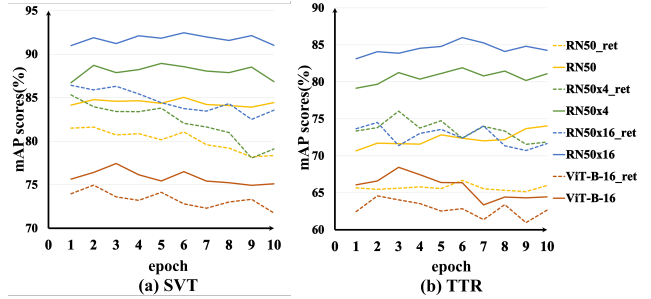 mAP scores(%)
95
90
85
80
75
70
0 1 2 3 4 5 6 7 8 9 10
epoch
(a) SVT
mAP scores(%)
90
85
80
75
70
65
60
0 1 2 3 4 5 6 7 8 9 10
epoch
(b) TTR
RN50_ret
RN50
RN50x4_ret
RN50x4
RN50x16_ret
RN50x16
ViT-B-16_ret
ViT-B-16